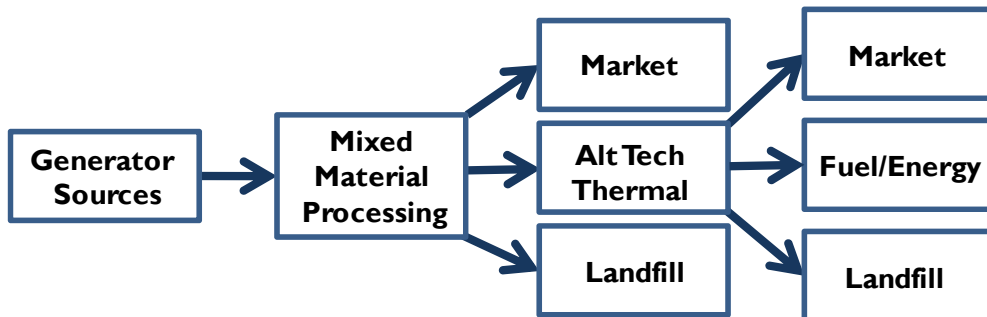 Generator
Sources
Mixed
Material
Processing
Market
Alt Tech
Thermal
Landfill
Market
Fuel/Energy
Landfill